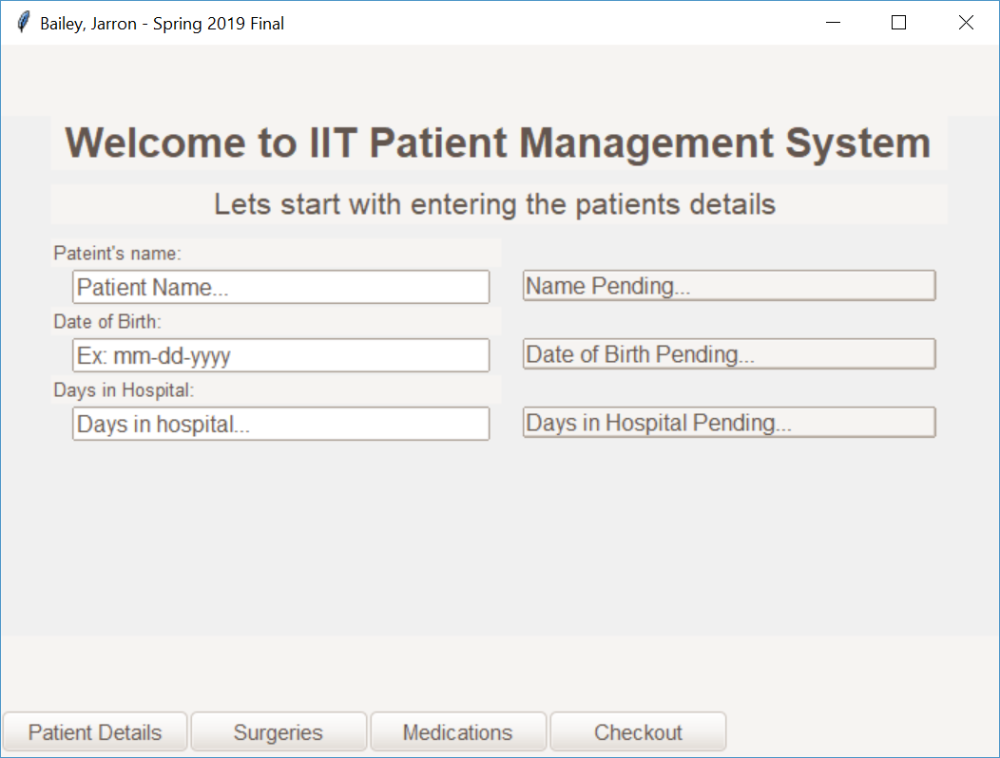 Bailey, Jarron - Spring 2019 Final
Welcome to IIT Patient Management System
Lets start with entering the patients details
Pateint's name:
Patient Name...
Name Pending...
Date of Birth:
Ex: mm-dd-yyyy
Date of Birth Pending...
Days in Hospital:
Days in hospital...
Days in Hospital Pending...
Patient Details Surgeries Medications Checkout